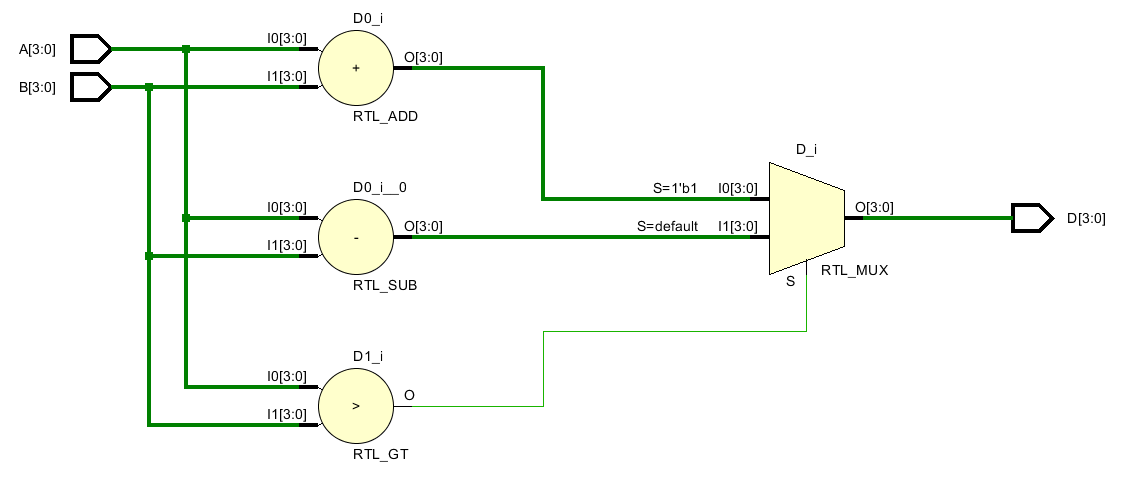 D0_i
A[3:0]
I0[3:0]
+
O[3:0]
B[3:0]
I1[3:0]
RTL_ADD
D_i
D0_i__0
S=1'b1
I0[3:0]
I0[3:0]
O[3:0]
D[3:0]
-
O[3:0]
S=default
I1[3:0]
I1[3:0]
RTL_MUX
RTL_SUB
S
D1_i
I0[3:0]
>
O
I1[3:0]
RTL_GT